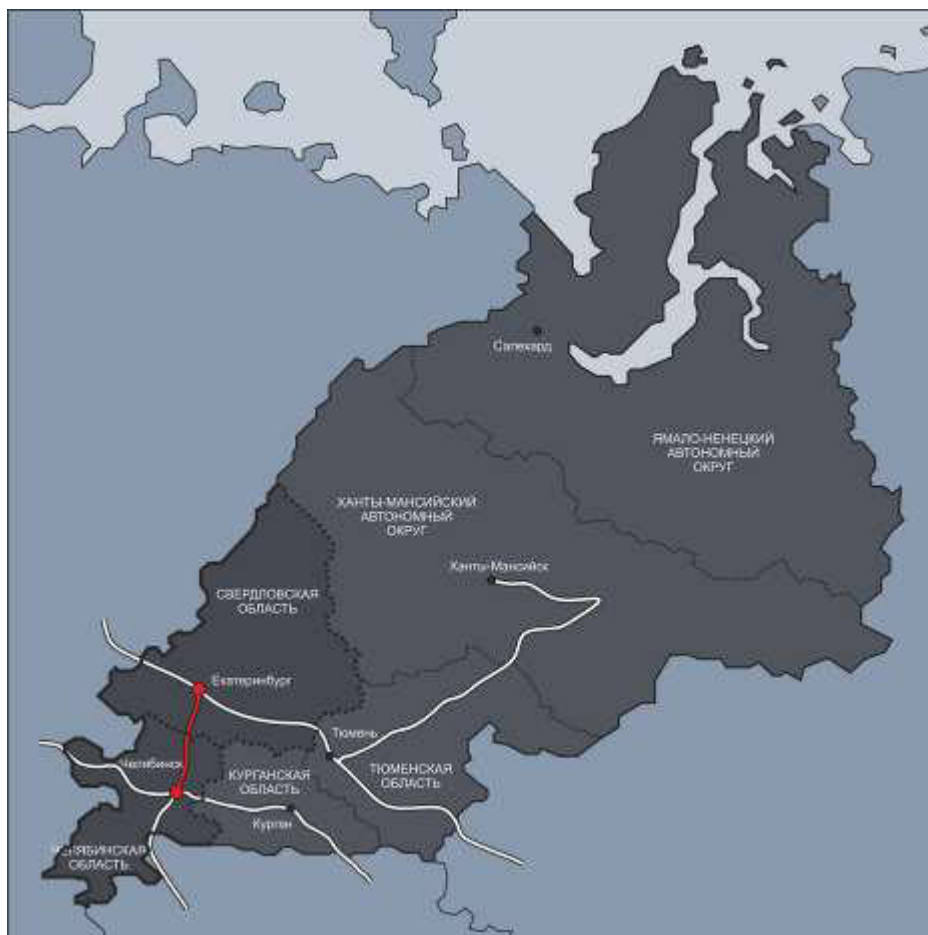 Салехард
ЯМАЛО-НЕНЕЦКИЙ
АВТОНОМНЫЙ
ОКРУГ
ХАНТЫ-МАНСИЙСКИЙ
АВТОНОМНЫЙ
ОКРУГ
Ханты-Мансийск
СВЕРДЛОВСКАЯ
ОБЛАСТЬ
Екатеринбург
Тюмень
Челябинск
КУРГАНСКАЯ
ОБЛАСТЬ
ТЮМЕНСКАЯ
ОБЛАСТЬ
Курган
ЧЕЛЯБИНСКАЯ
ОБЛАСТЬ